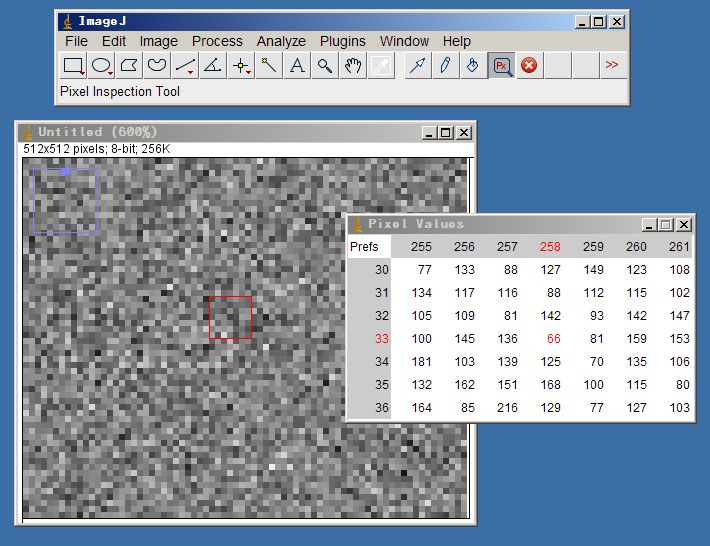 ImageJ
File Edit Image Process Analyze Plugins Window Help
A Px >>
Pixel Inspection Tool
Untitled (600%)
512x512 pixels; 8-bit; 256K
Pixel Values
Prefs 255 256 257 258 259 260 261
30 77 133 88 127 149 123 108
31 134 117 116 88 112 115 102
32 105 109 81 142 93 142 147
33 100 145 136 66 81 159 153
34 181 103 139 125 70 135 106
35 132 162 151 168 100 115 80
36 164 85 216 129 77 127 103